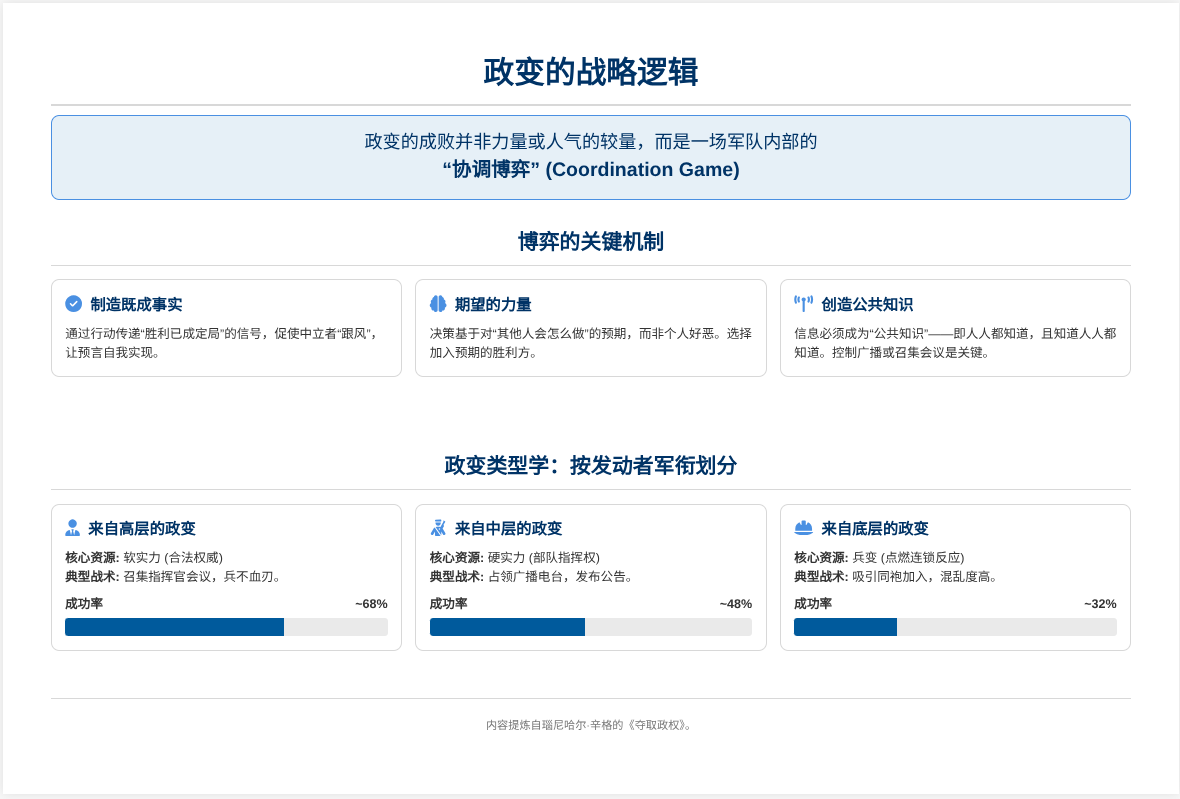 政变的战略逻辑
政变的成败并非力量或人气的较量，而是一场军队内部的
“协调博弈” (Coordination Game)
博弈的关键机制
制造既成事实
通过行动传递“胜利已成定局”的信号，促使中立者“跟风”，
让预言自我实现。
期望的力量
决策基于对“其他人会怎么做”的预期，而非个人好恶。选择
加入预期的胜利方。
创造公共知识
信息必须成为“公共知识”——即人人都知道，且知道人人都
知道。控制广播或召集会议是关键。
政变类型学：按发动者军衔划分
来自高层的政变
核心资源: 软实力 (合法权威)
典型战术: 召集指挥官会议，兵不血刃。
成功率 ~68%
来自中层的政变
核心资源: 硬实力 (部队指挥权)
典型战术: 占领广播电台，发布公告。
成功率 ~48%
来自底层的政变
核心资源: 兵变 (点燃连锁反应)
典型战术: 吸引同袍加入，混乱度高。
成功率 ~32%
内容提炼自瑙尼哈尔·辛格的《夺取政权》。